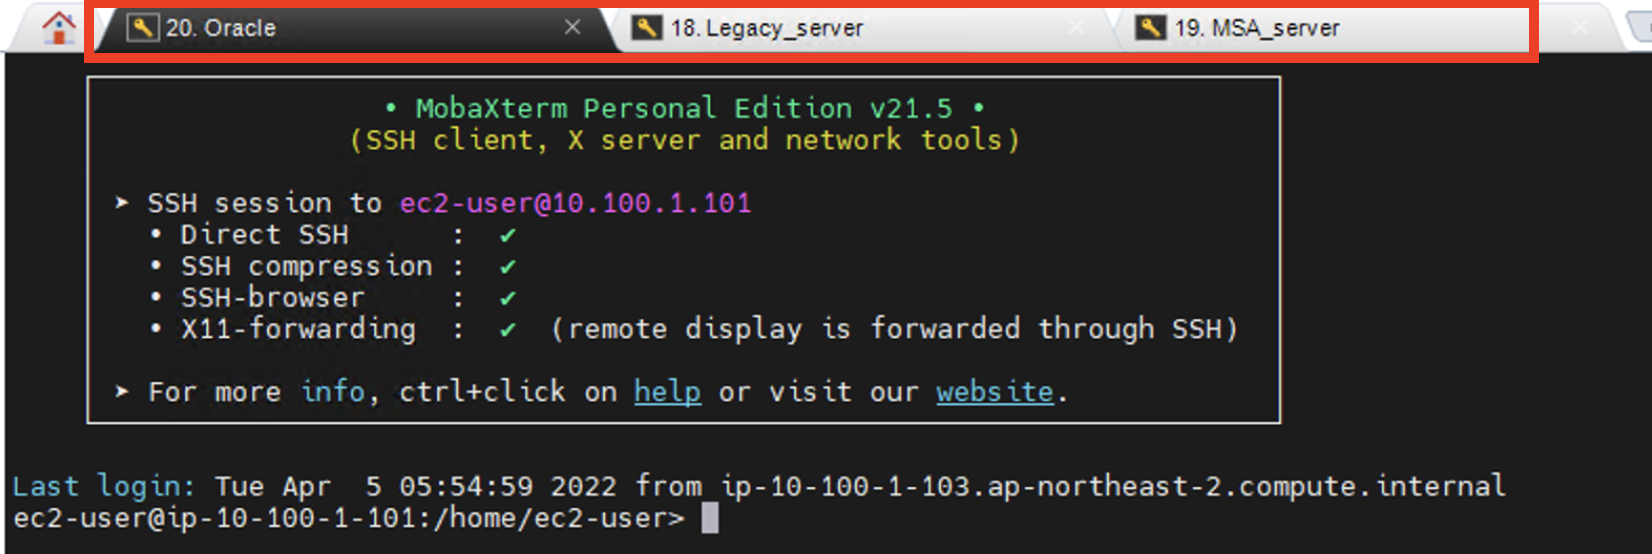 20. Oracle
18. Legacy_server
19. MSA_server
• MobaXterm Personal Edition v21.5 •
(SSH client, X server and network tools)
➤ SSH session to ec2-user@10.100.1.101
• Direct SSH : ✔
• SSH compression : ✔
• SSH-browser : ✔
• X11-forwarding : ✔ (remote display is forwarded through SSH)
➤ For more info, ctrl+click on help or visit our website.
Last login: Tue Apr  5 05:54:59 2022 from ip-10-100-1-103.ap-northeast-2.compute.internal
ec2-user@ip-10-100-1-101:/home/ec2-user>